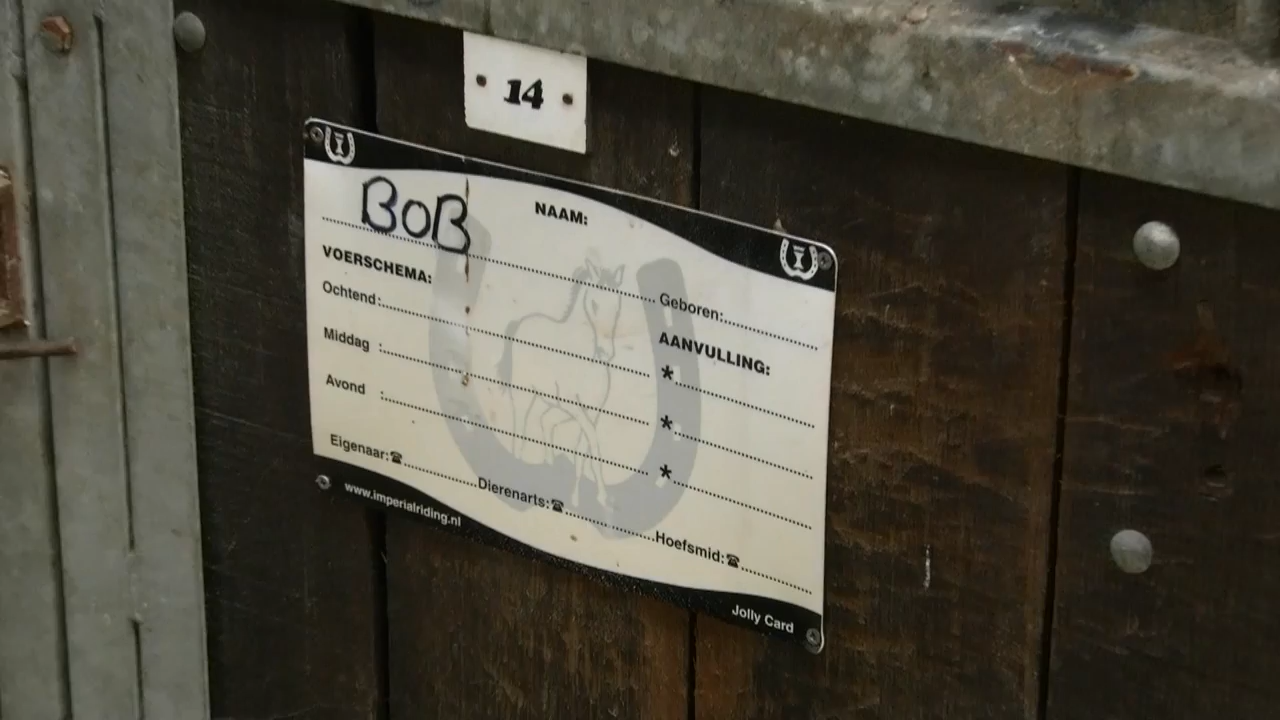 14
NAAM:
BoB
Geboren:
VOERSCHEMA:
AANVULLING:
Ochtend: *
Middag : *
Avond : *
Eigenaar:☎ Dierenarts:☎ Hoefsmid:☎
www.imperialriding.nl
Jolly Card